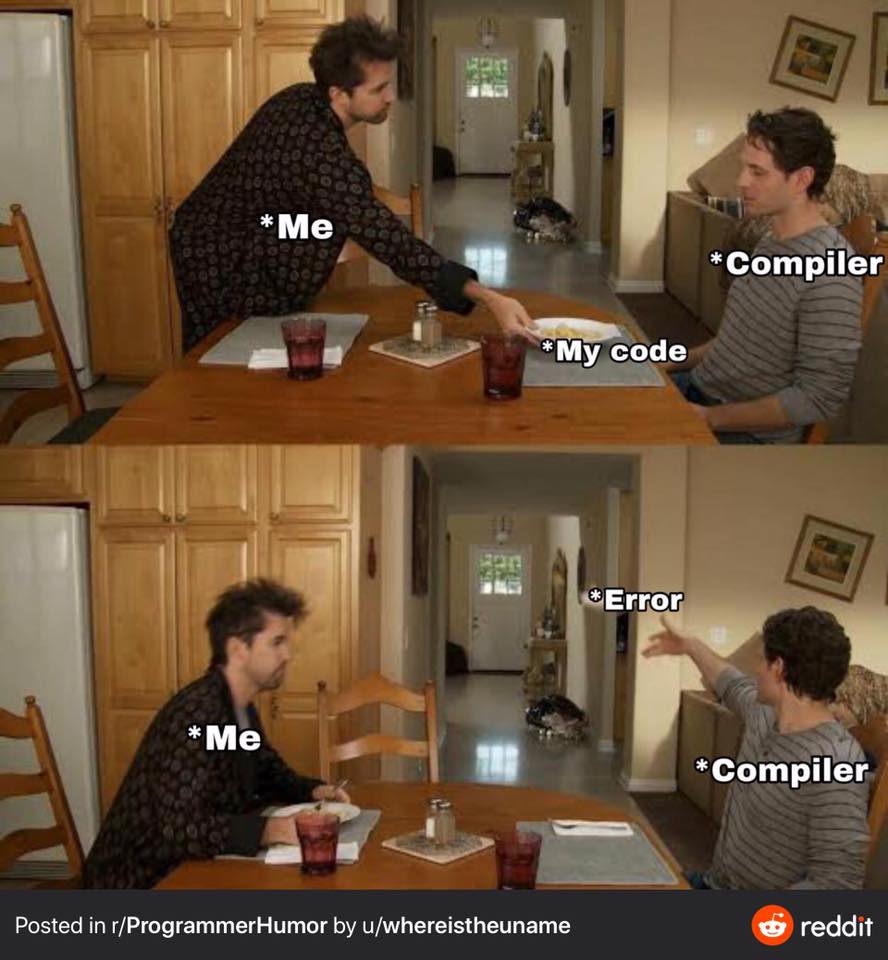 *Me
*Compiler
*My code
*Error
*Me
*Compiler
Posted in r/ProgrammerHumor by u/whereistheuname
reddit